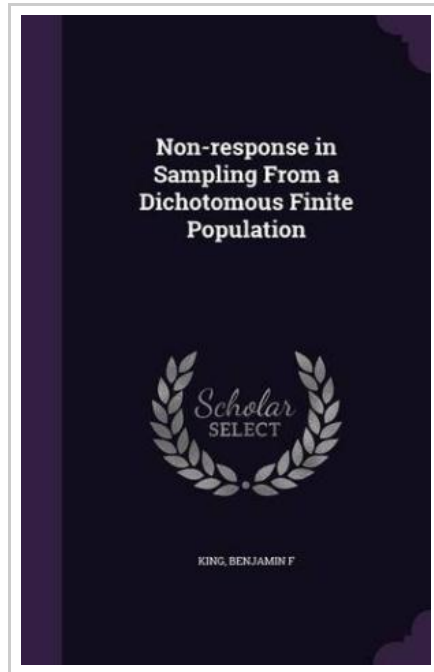 Non-response in
Sampling From a
Dichotomous Finite
Population
Scholar
SELECT
KING, BENJAMIN F